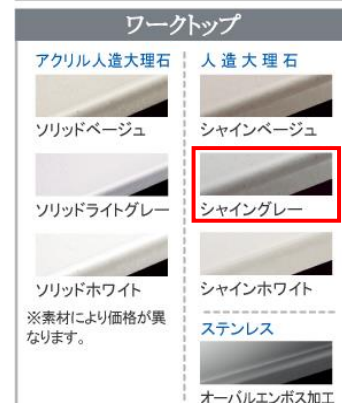 ワークトップ
アクリル人造大理石
ソリッドベージュ
ソリッドライトグレー
ソリッドホワイト
※素材により価格が異
なります。
人造大理石
シャインベージュ
シャイングレー
シャインホワイト
ステンレス
オーバルエンボス加工